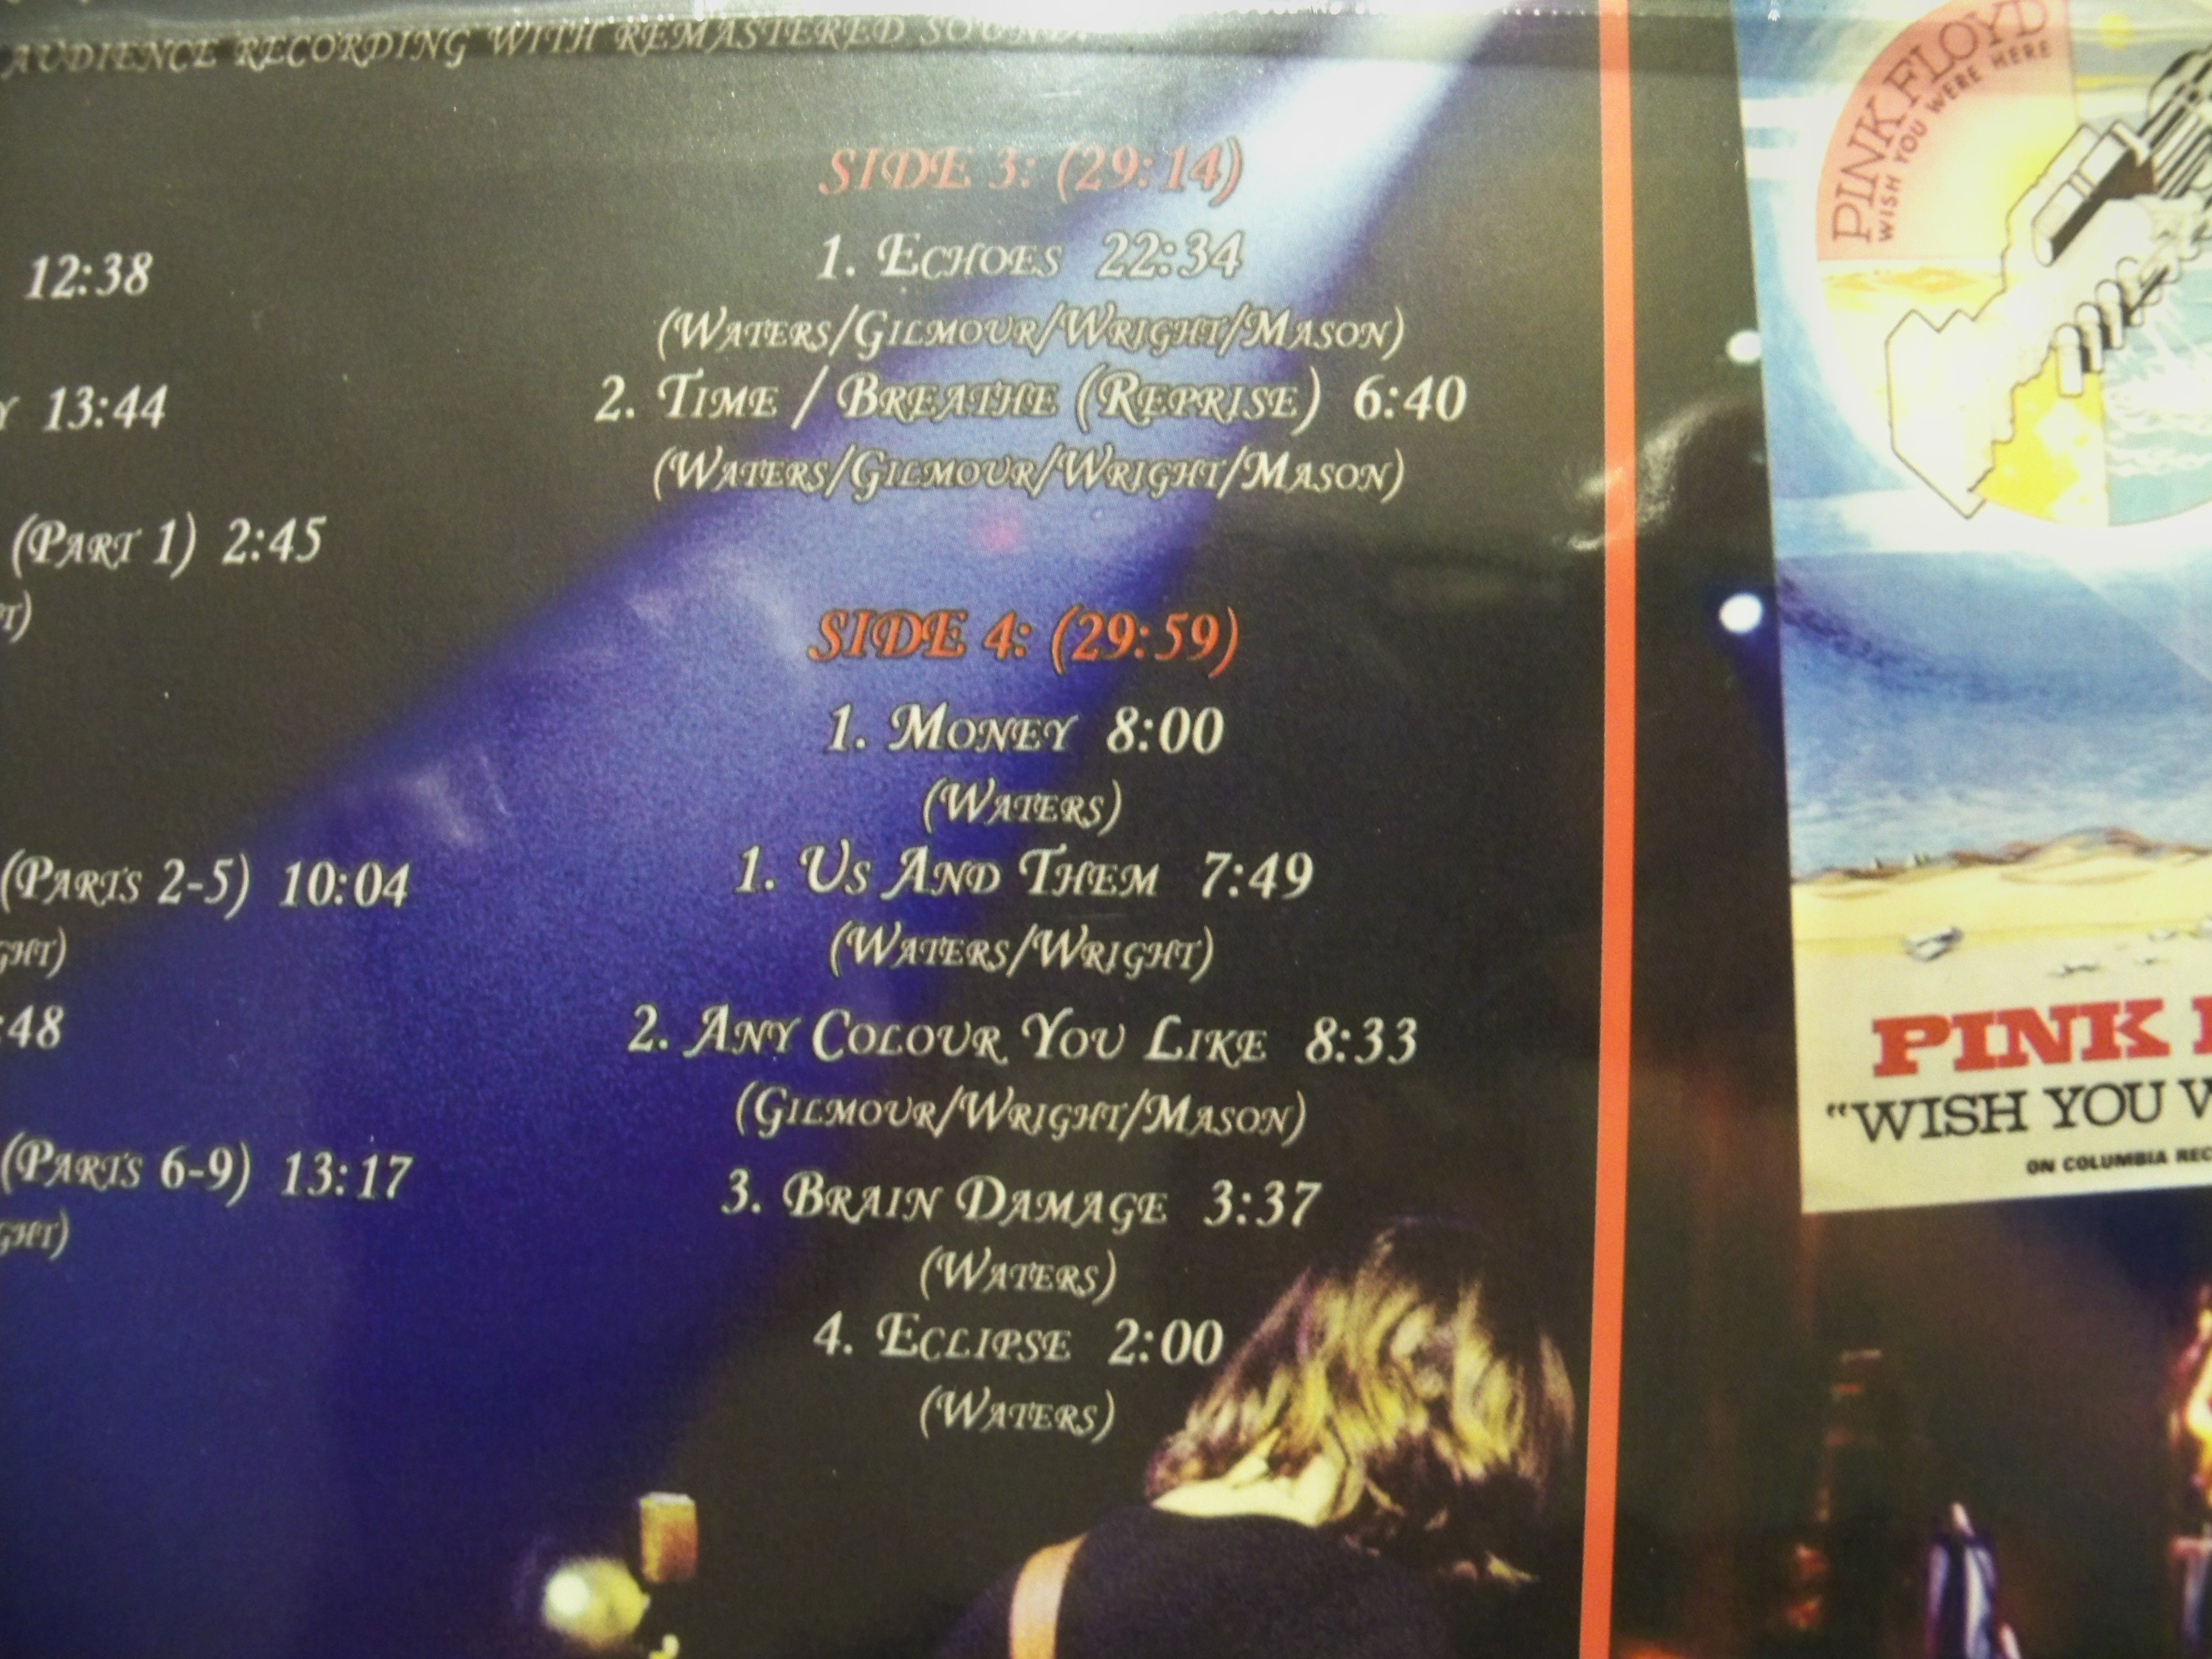 AUDIENCE RECORDING WITH REMASTERED
12:38
13:44
(PART 1) 2:45
(PARTS 2-5) 10:04
:48
(PARTS 6-9) 13:17
SIDE 3: (29:14)
1. ECHOES 22:34
(WATERS/GILMOUR/WRIGHT/MASON)
2. TIME / BREATHE (REPRISE) 6:40
(WATERS/GILMOUR/WRIGHT/MASON)
SIDE 4: (29:59)
1. MONEY 8:00
(WATERS)
1. US AND THEM 7:49
(WATERS/WRIGHT)
2. ANY COLOUR YOU LIKE 8:33
(GILMOUR/WRIGHT/MASON)
3. BRAIN DAMAGE 3:37
(WATERS)
4. ECLIPSE 2:00
(WATERS)
PINK FLOYD
WISH YOU WERE HERE
PINK
"WISH YOU
ON COLUMBIA